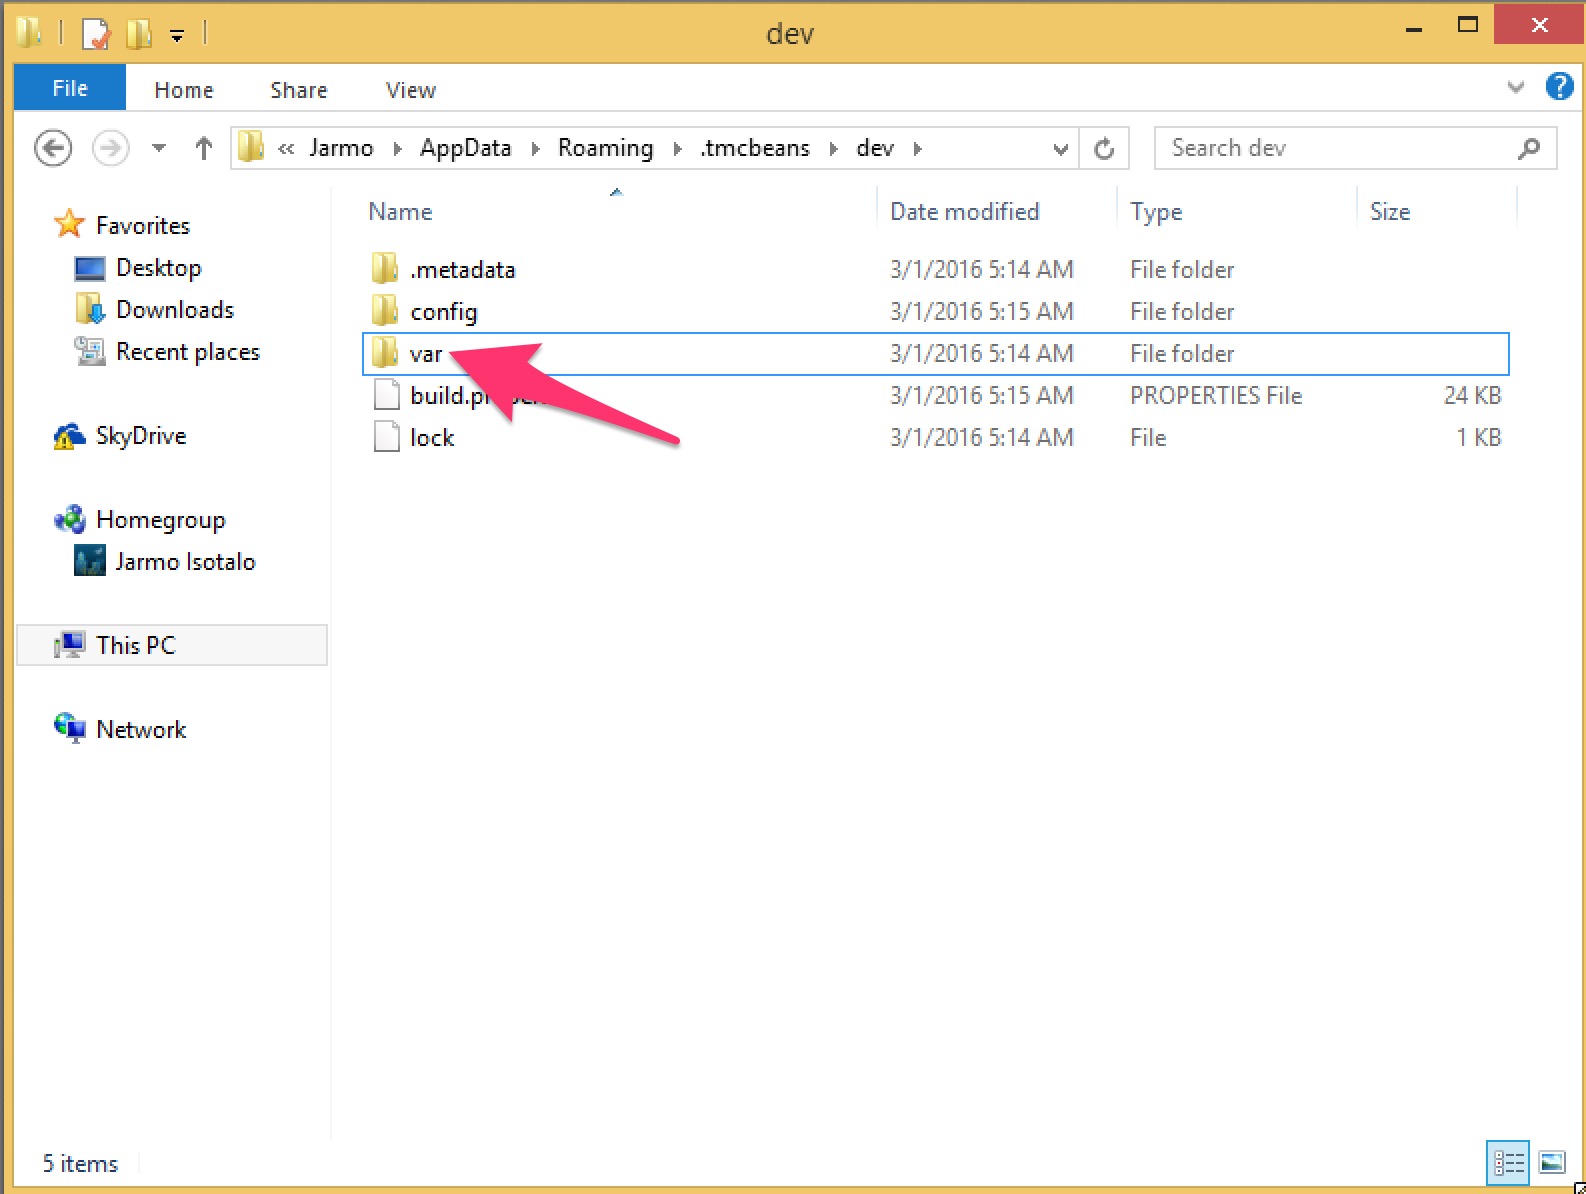 dev
File Home Share View
« Jarmo AppData Roaming .tmcbeans dev Search dev
Name Date modified Type Size
Favorites
Desktop
Downloads
Recent places
SkyDrive
Homegroup
Jarmo Isotalo
This PC
Network
.metadata 3/1/2016 5:14 AM File folder
config 3/1/2016 5:15 AM File folder
var 3/1/2016 5:14 AM File folder
3/1/2016 5:15 AM PROPERTIES File 24 KB
lock 3/1/2016 5:14 AM File 1 KB
5 items